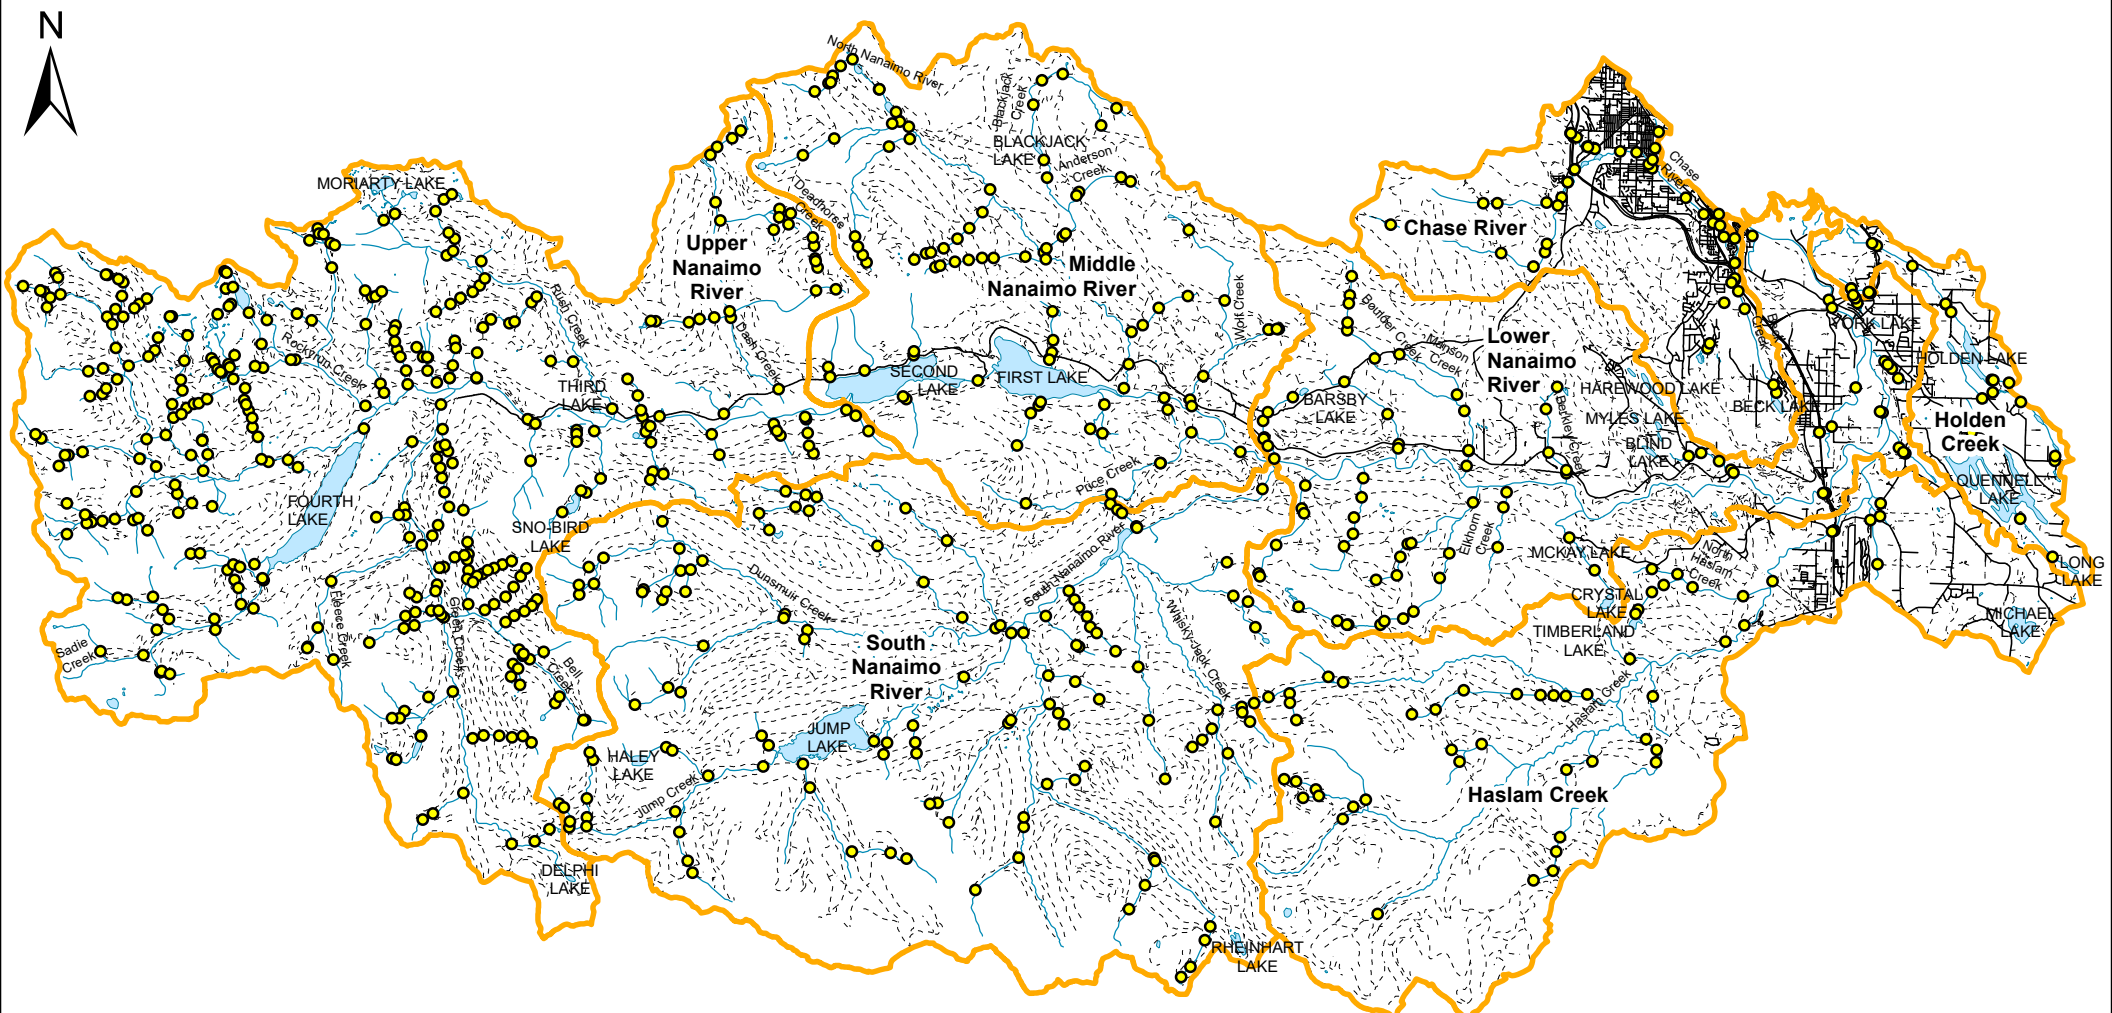 N
North Nanaimo River
Blackjack
Creek
BLACKJACK
LAKE
Anderson
Creek
MORIARTY LAKE
Deadhorse
Creek
Upper
Nanaimo
River
Middle
Nanaimo River
Chase River
Chase
River
Rush Creek
Rockyrun Creek
Dash Creek
Wolf Creek
Boulder Creek
Monson
Creek
Lower
Nanaimo
River
Beck
Creek
YORK LAKE
HOLDEN LAKE
THIRD
LAKE
SECOND
LAKE
FIRST LAKE
BARSBY
LAKE
HAREWOOD LAKE
MYLES LAKE
BECK LAKE
Berkley Creek
BLIND
LAKE
Holden
Creek
QUENNELL
LAKE
FOURTH
LAKE
SNO-BIRD
LAKE
Price Creek
South Nanaimo River
Elkhorn
Creek
MCKAY LAKE
North
Haslam
Creek
CRYSTAL
LAKE
TIMBERLAND
LAKE
LONG
LAKE
MICHAEL
LAKE
Sadie
Creek
Fleece Creek
Green Creek
Bell
Creek
Dunsmuir Creek
South
Nanaimo
River
Whisky-Jack Creek
Haslam Creek
JUMP
LAKE
HALEY
LAKE
Jump Creek
Haslam Creek
DELPHI
LAKE
RHEINHART
LAKE